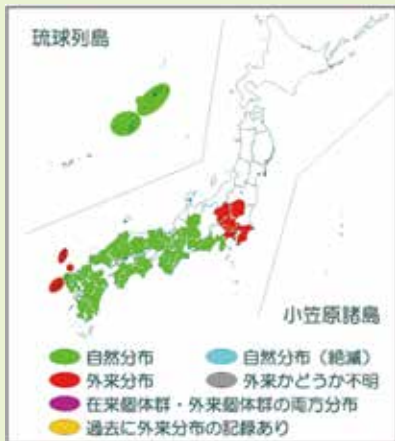 琉球列島
小笠原諸島
自然分布
自然分布(絶滅)
外来分布
外来かどうか不明
在来個体群・外来個体群の両方分布
過去に外来分布の記録あり